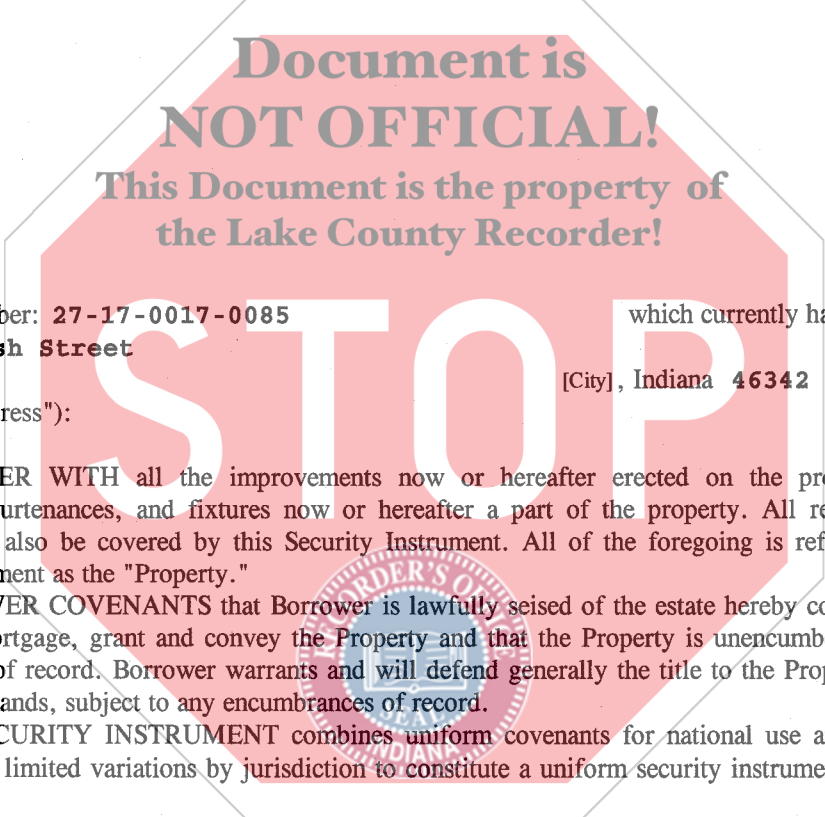 Document is
NOT OFFICIAL!
This Document is the property of
the Lake County Recorder!
STOP
ber: 27-17-0017-0085 which currently ha
sh Street
[City], Indiana 46342
ress"):
ER WITH all the improvements now or hereafter erected on the pro
urtenances, and fixtures now or hereafter a part of the property. All re
also be covered by this Security Instrument. All of the foregoing is ref
ment as the "Property."
VER COVENANTS that Borrower is lawfully seised of the estate hereby co
ortgage, grant and convey the Property and that the Property is unencumb
of record. Borrower warrants and will defend generally the title to the Prop
ands, subject to any encumbrances of record.
CURITY INSTRUMENT combines uniform covenants for national use a
limited variations by jurisdiction to constitute a uniform security instrume
RECORDER'S OFFICE
SEAL
INDIANA